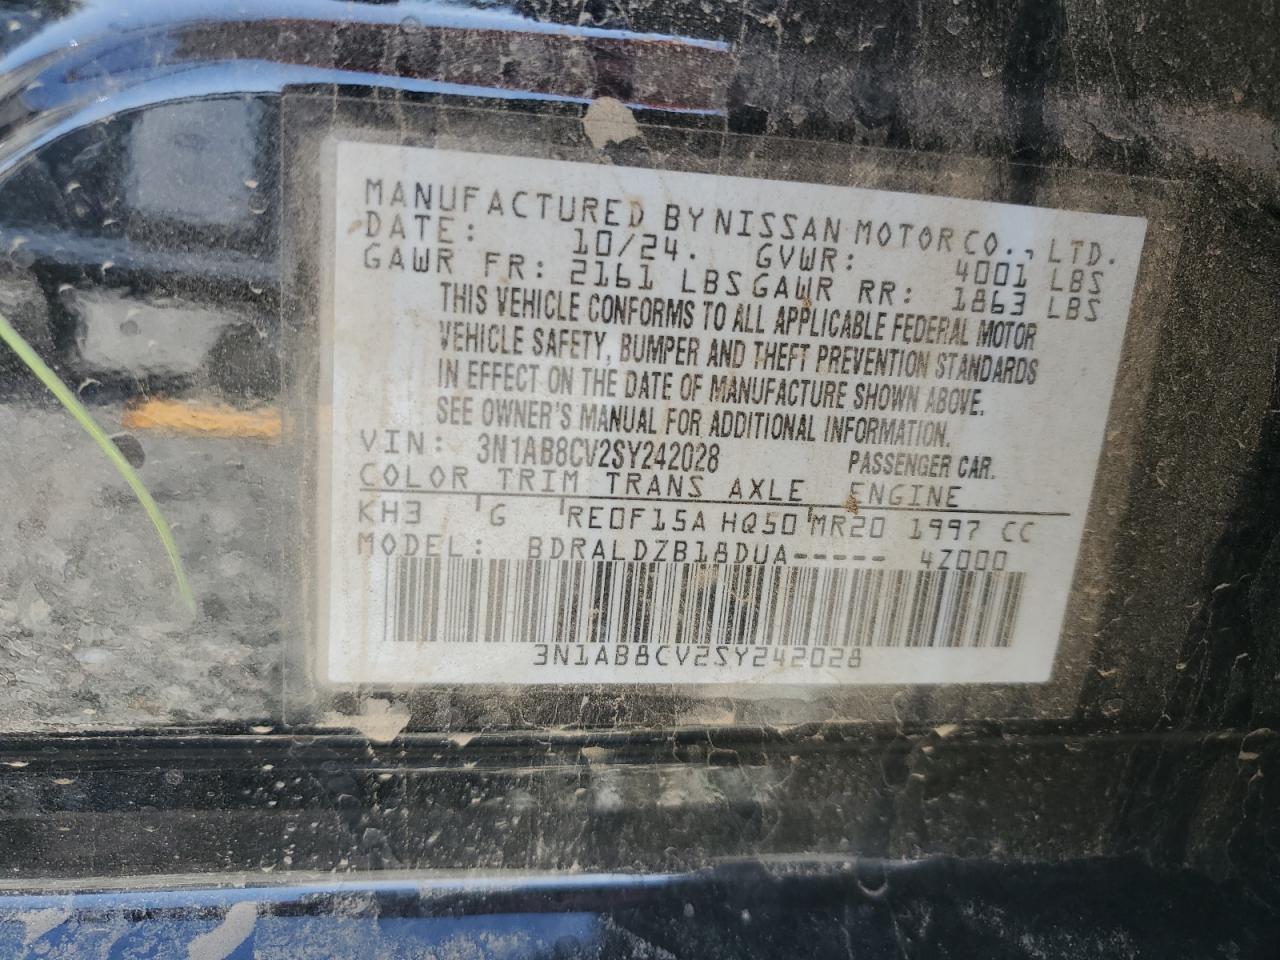 MANUFACTURED BY NISSAN MOTOR CO., LTD.
DATE: 10/24. GVWR: 4001 LBS
GAWR FR: 2161 LBS GAWR RR: 1863 LBS
THIS VEHICLE CONFORMS TO ALL APPLICABLE FEDERAL MOTOR
VEHICLE SAFETY, BUMPER AND THEFT PREVENTION STANDARDS
IN EFFECT ON THE DATE OF MANUFACTURE SHOWN ABOVE.
SEE OWNER'S MANUAL FOR ADDITIONAL INFORMATION.
VIN: 3N1AB8CV2SY242028 PASSENGER CAR.
COLOR TRIM TRANS AXLE ENGINE
KH3 G RE0F15A HQ50 MR20 1997 CC
MODEL: BDRALDZB18DUA----- 4Z000
3N1AB8CV2SY242028